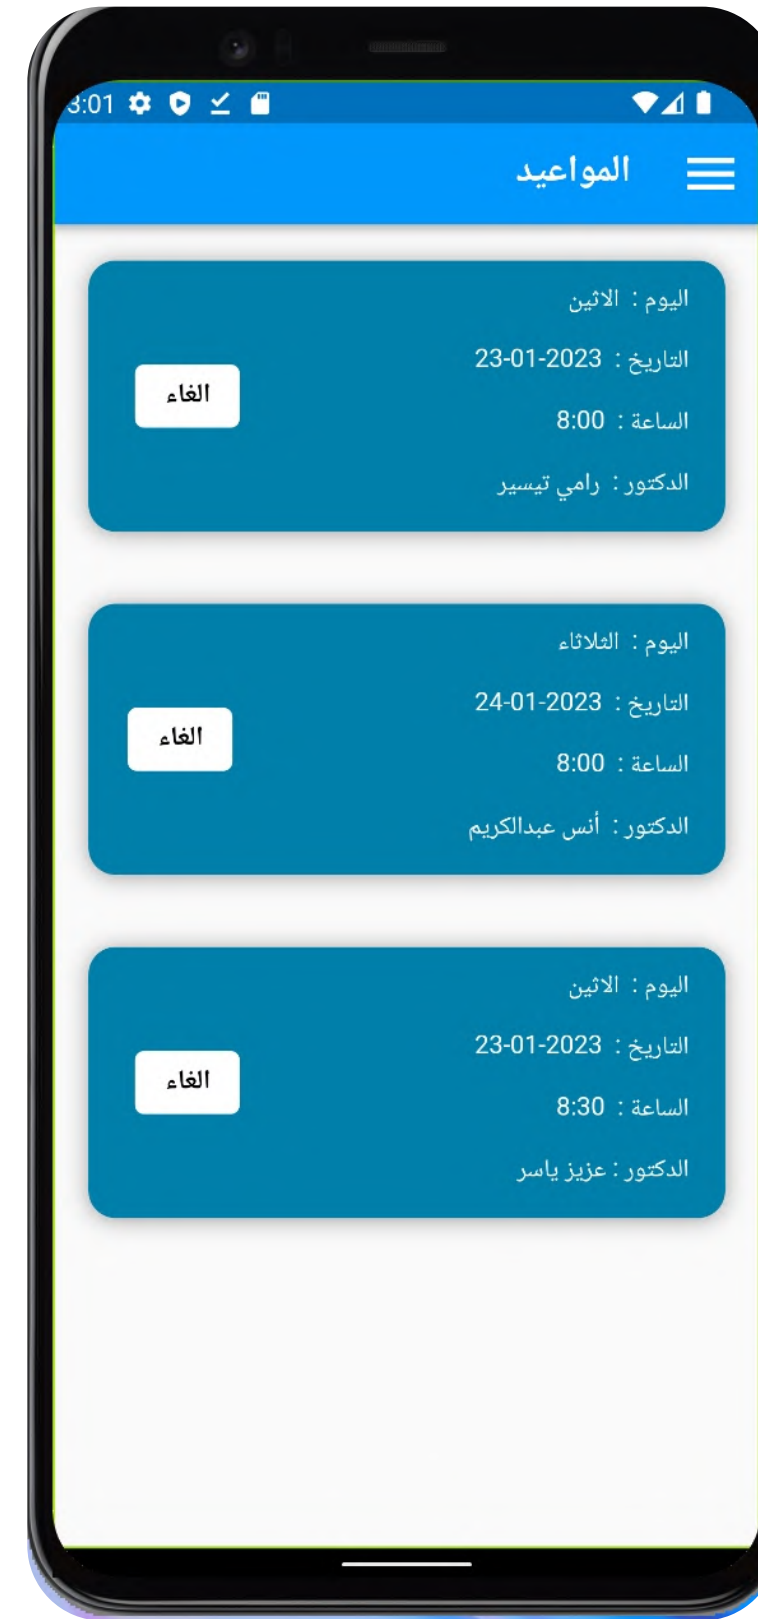 3:01
المواعيد
اليوم : الاثنين
التاريخ : 23-01-2023
الساعة : 8:00
الدكتور : رامي تيسير
الغاء
اليوم : الثلاثاء
التاريخ : 24-01-2023
الساعة : 8:00
الدكتور : أنس عبدالكريم
الغاء
اليوم : الاثنين
التاريخ : 23-01-2023
الساعة : 8:30
الدكتور : عزيز ياسر
الغاء